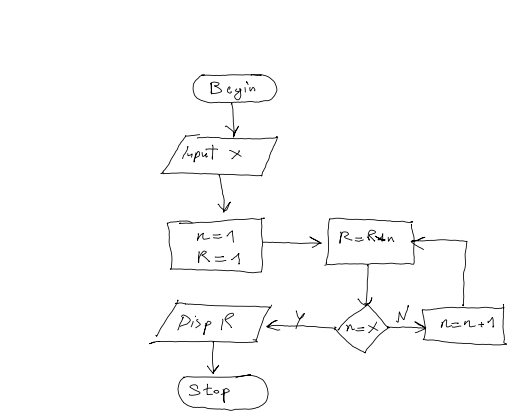 Begin
Input x
n=1
R=1
R=R*n
Disp R
Y
n=x
N
n=n+1
Stop